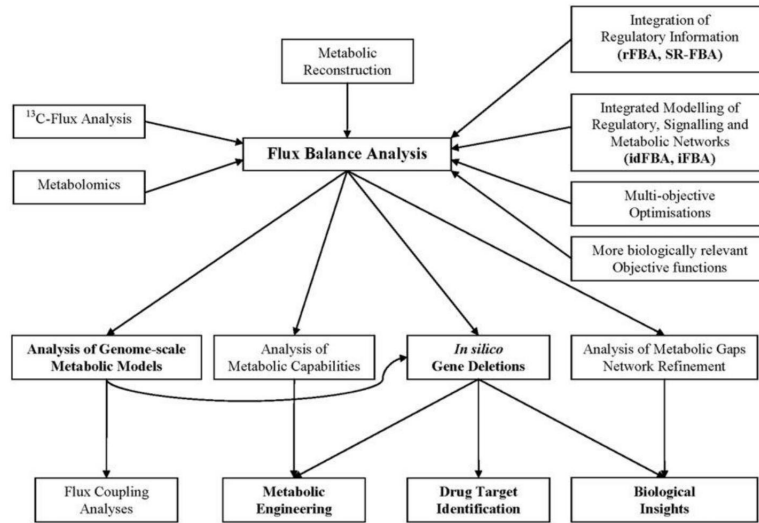 Metabolic
Reconstruction
Integration of
Regulatory Information
(rFBA, SR-FBA)
¹³C-Flux Analysis
Integrated Modelling of
Regulatory, Signalling and
Metabolic Networks
(idFBA, iFBA)
Flux Balance Analysis
Metabolomics
Multi-objective
Optimisations
More biologically relevant
Objective functions
Analysis of Genome-scale
Metabolic Models
Analysis of
Metabolic Capabilities
In silico
Gene Deletions
Analysis of Metabolic Gaps
Network Refinement
Flux Coupling
Analyses
Metabolic
Engineering
Drug Target
Identification
Biological
Insights